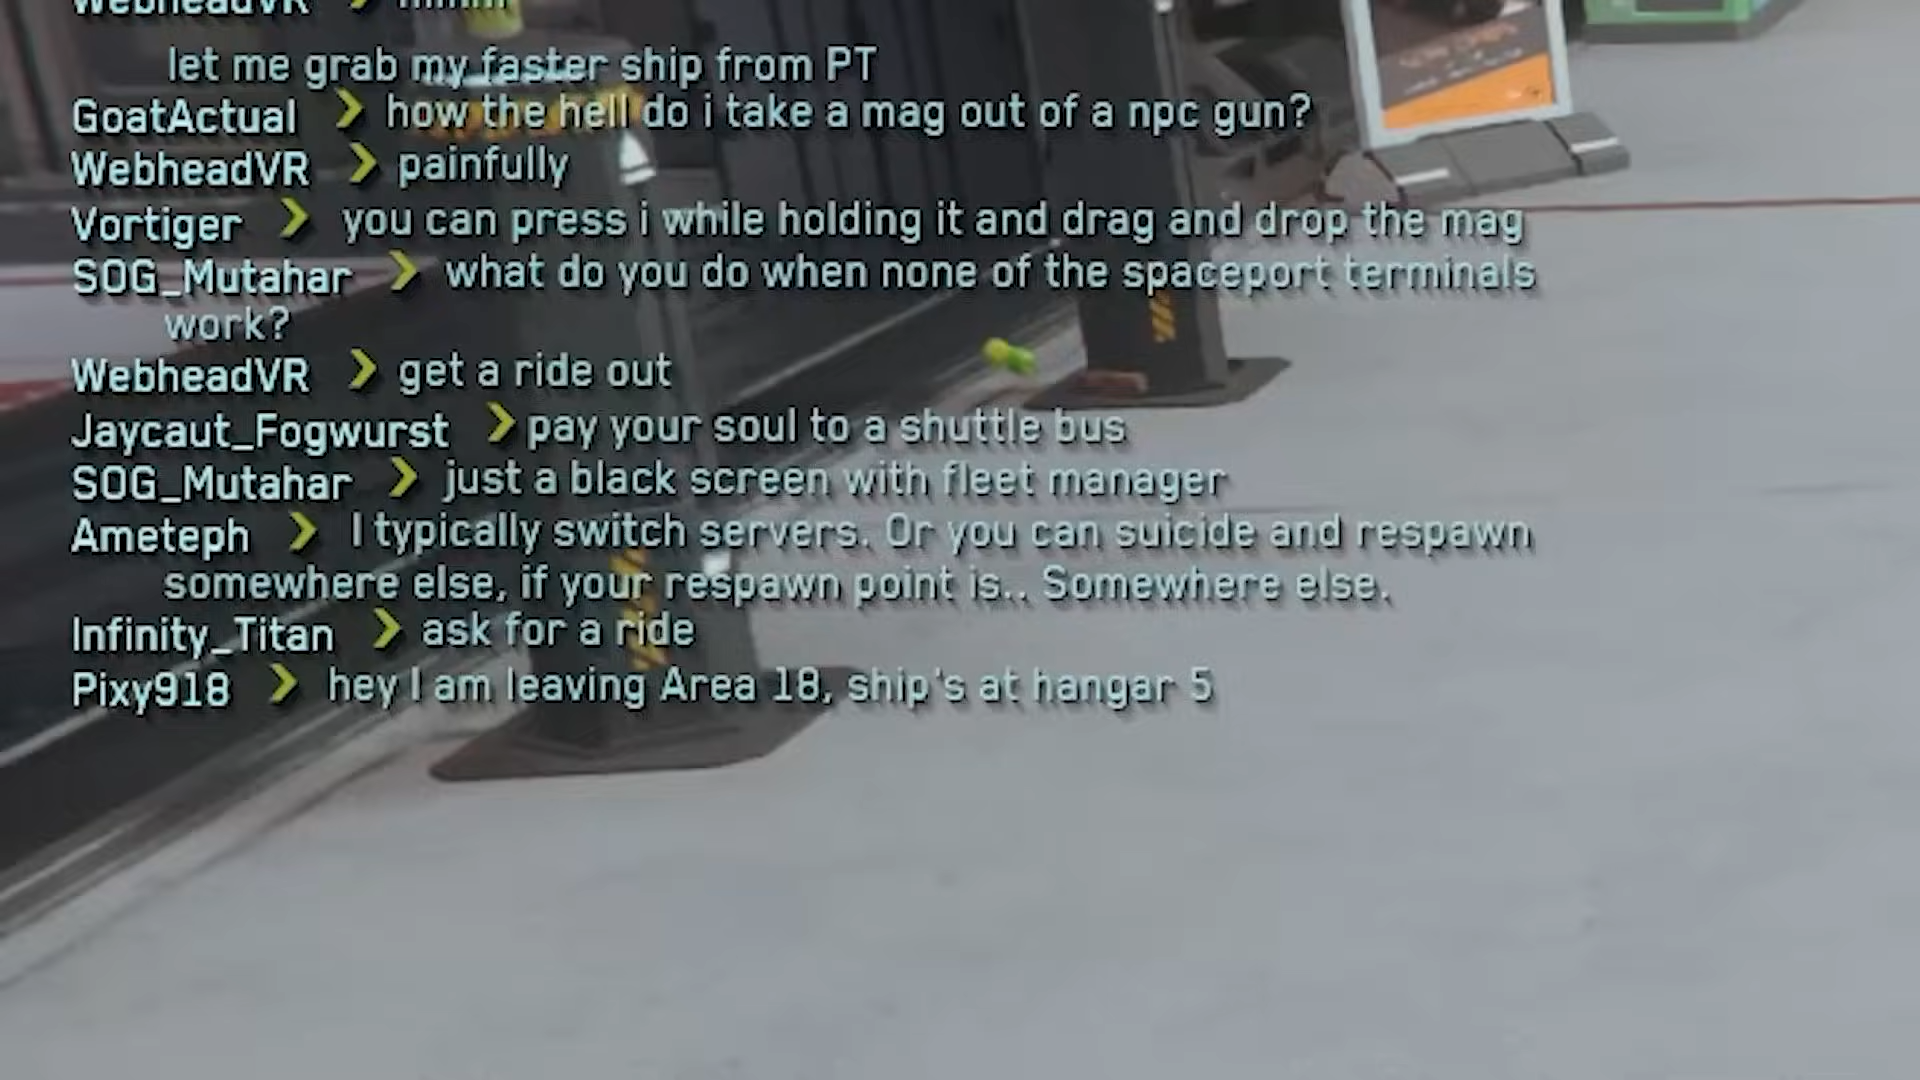 WebheadVR > mmm
let me grab my faster ship from PT
GoatActual > how the hell do i take a mag out of a npc gun?
WebheadVR > painfully
Vortiger > you can press i while holding it and drag and drop the mag
SOG_Mutahar > what do you do when none of the spaceport terminals
work?
WebheadVR > get a ride out
Jaycaut_Fogwurst > pay your soul to a shuttle bus
SOG_Mutahar > just a black screen with fleet manager
Ameteph > I typically switch servers. Or you can suicide and respawn
somewhere else, if your respawn point is.. Somewhere else.
Infinity_Titan > ask for a ride
Pixy918 > hey I am leaving Area 18, ship's at hangar 5